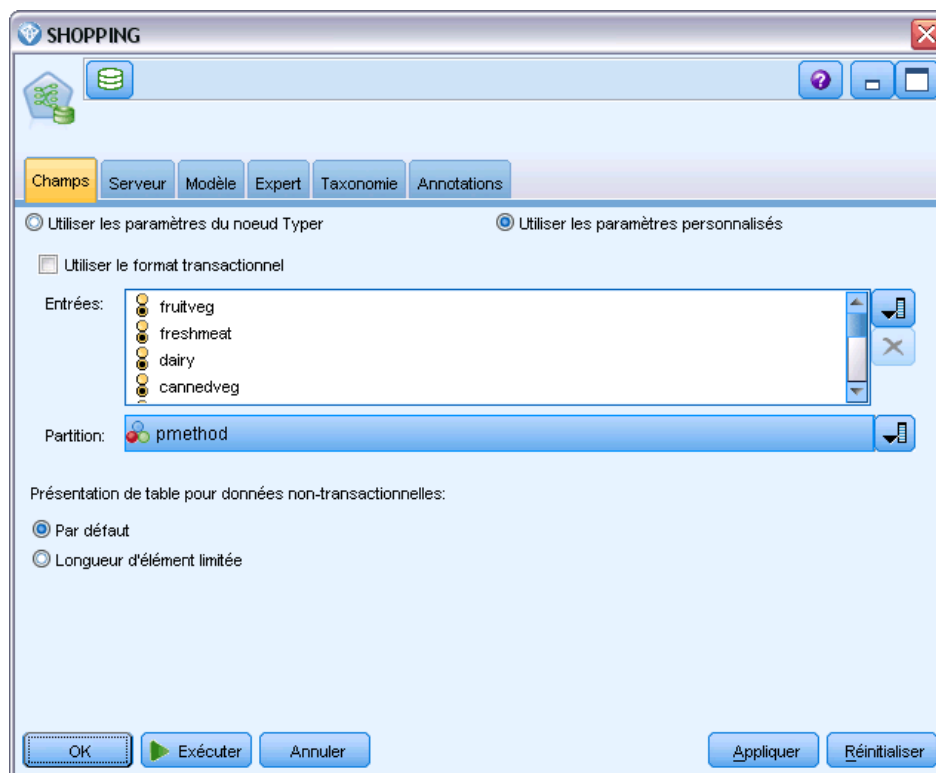 SHOPPING
?
Champs Serveur Modèle Expert Taxonomie Annotations
Utiliser les paramètres du noeud Typer Utiliser les paramètres personnalisés
Utiliser le format transactionnel
Entrées: fruitveg
freshmeat
dairy
cannedveg
Partition: pmethod
Présentation de table pour données non-transactionnelles:
Par défaut
Longueur d'élément limitée
OK Exécuter Annuler Appliquer Réinitialiser